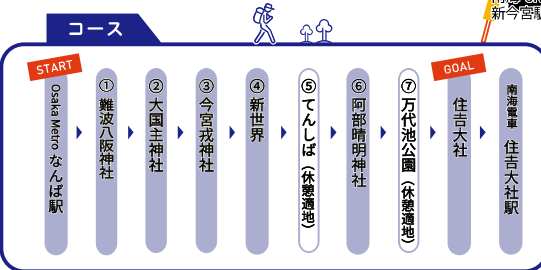 新今宮駅
コース
START
Osaka Metro なんば駅
① 難波八阪神社
② 大国主神社
③ 今宮戎神社
④ 新世界
⑤ てんしば（休憩適地）
⑥ 阿部晴明神社
⑦ 万代池公園（休憩適地）
GOAL
住吉大社
南海電車 住吉大社駅